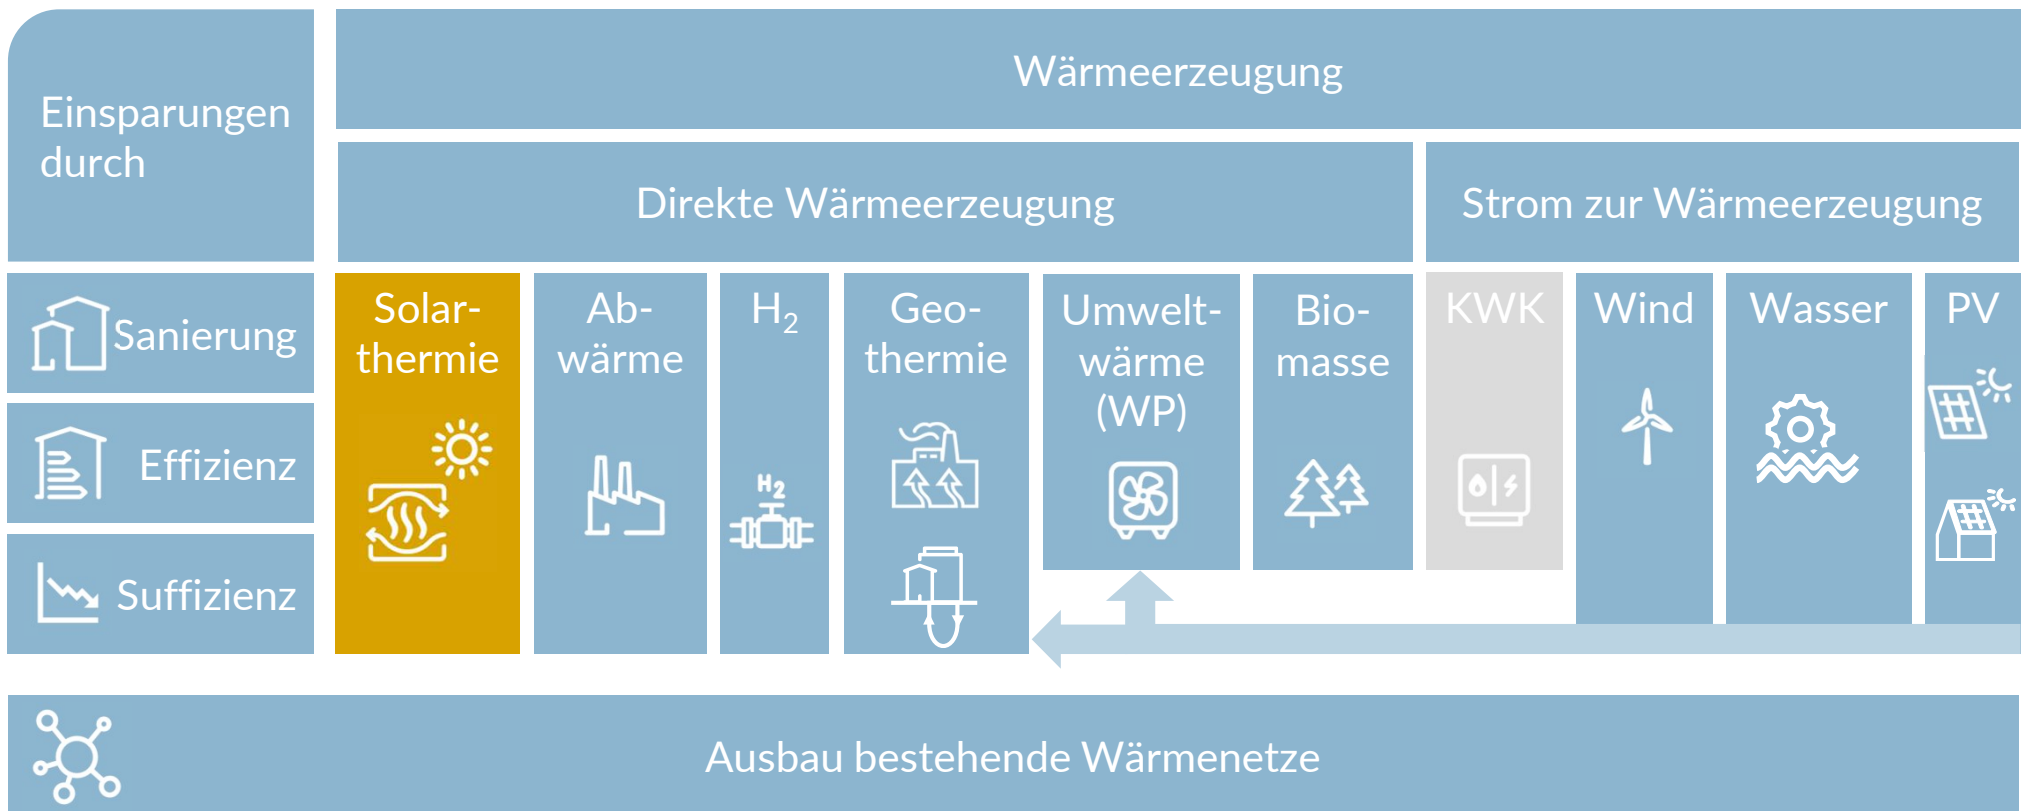 Einsparungen
durch
Wärmeerzeugung
Direkte Wärmeerzeugung
Strom zur Wärmeerzeugung
Sanierung
Effizienz
Suffizienz
Solar-
thermie
Ab-
wärme
H₂
H₂
Geo-
thermie
Umwelt-
wärme
(WP)
Bio-
masse
KWK
Wind
Wasser
PV
Ausbau bestehende Wärmenetze